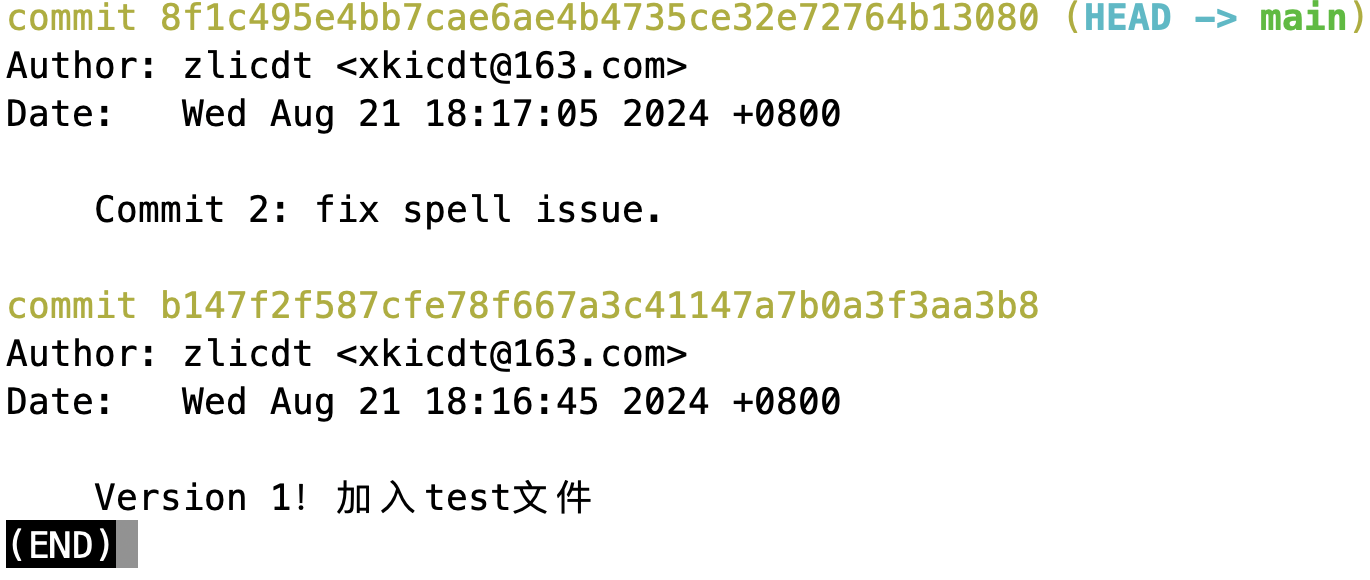 commit 8f1c495e4bb7cae6ae4b4735ce32e72764b13080 (HEAD -> main)
Author: zlicdt <xkicdt@163.com>
Date:   Wed Aug 21 18:17:05 2024 +0800
    Commit 2: fix spell issue.
commit b147f2f587cfe78f667a3c41147a7b0a3f3aa3b8
Author: zlicdt <xkicdt@163.com>
Date:   Wed Aug 21 18:16:45 2024 +0800
    Version 1! 加入test文件
(END)